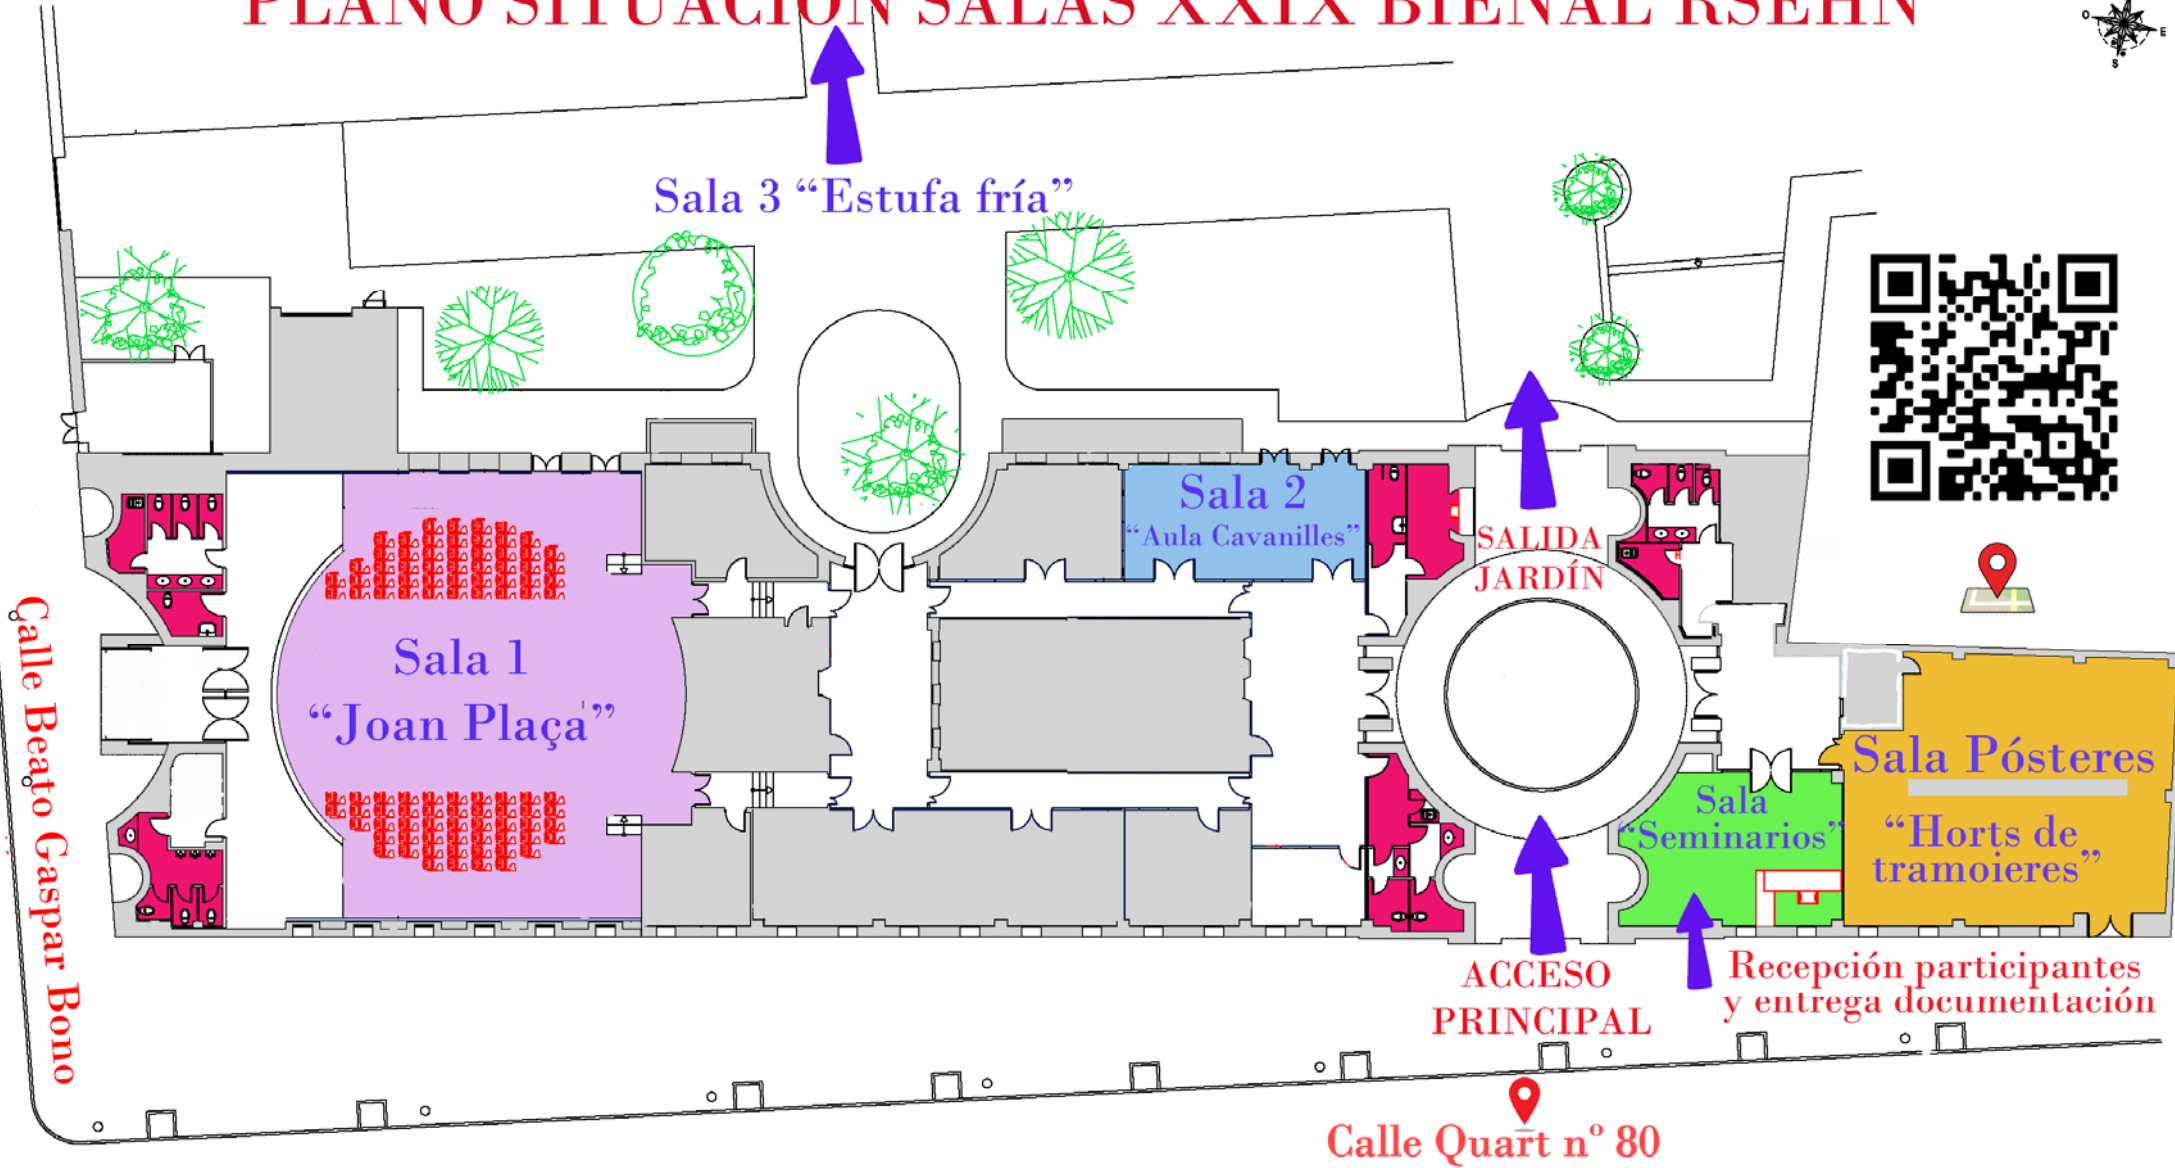 PLANO SITUACIÓN SALAS XXIX BIENAL RSEHN
O
E
S
Sala 3 “Estufa fría”
Sala 2
“Aula Cavanilles”
SALIDA
JARDÍN
Sala 1
“Joan Plaça”
Calle Beato Gaspar Bono
Sala Pósteres
“Horts de
tramoieres”
Sala
“Seminarios”
ACCESO
PRINCIPAL
Recepción participantes
y entrega documentación
Calle Quart nº 80